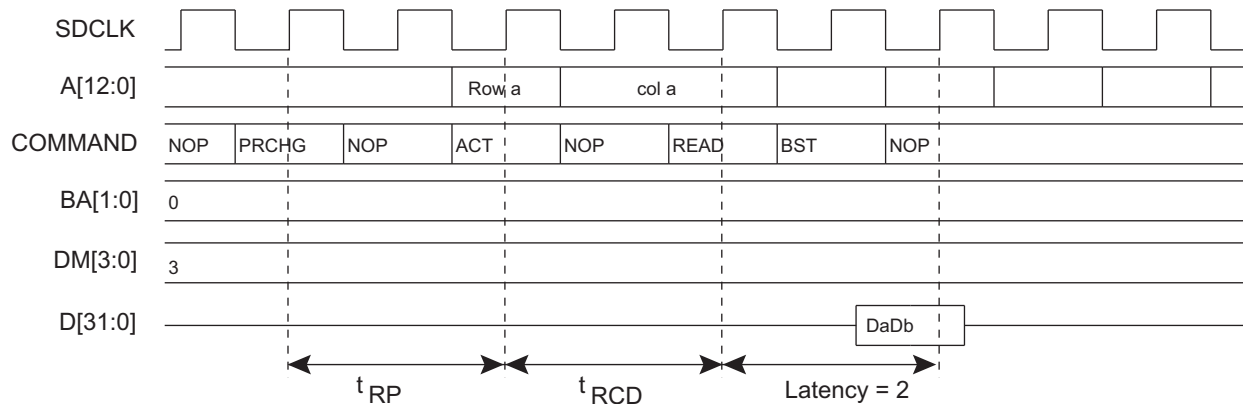 SDCLK
A[12:0] Row a col a
COMMAND NOP PRCHG NOP ACT NOP READ BST NOP
BA[1:0] 0
DM[3:0] 3
D[31:0] DaDb
t RP t RCD Latency = 2